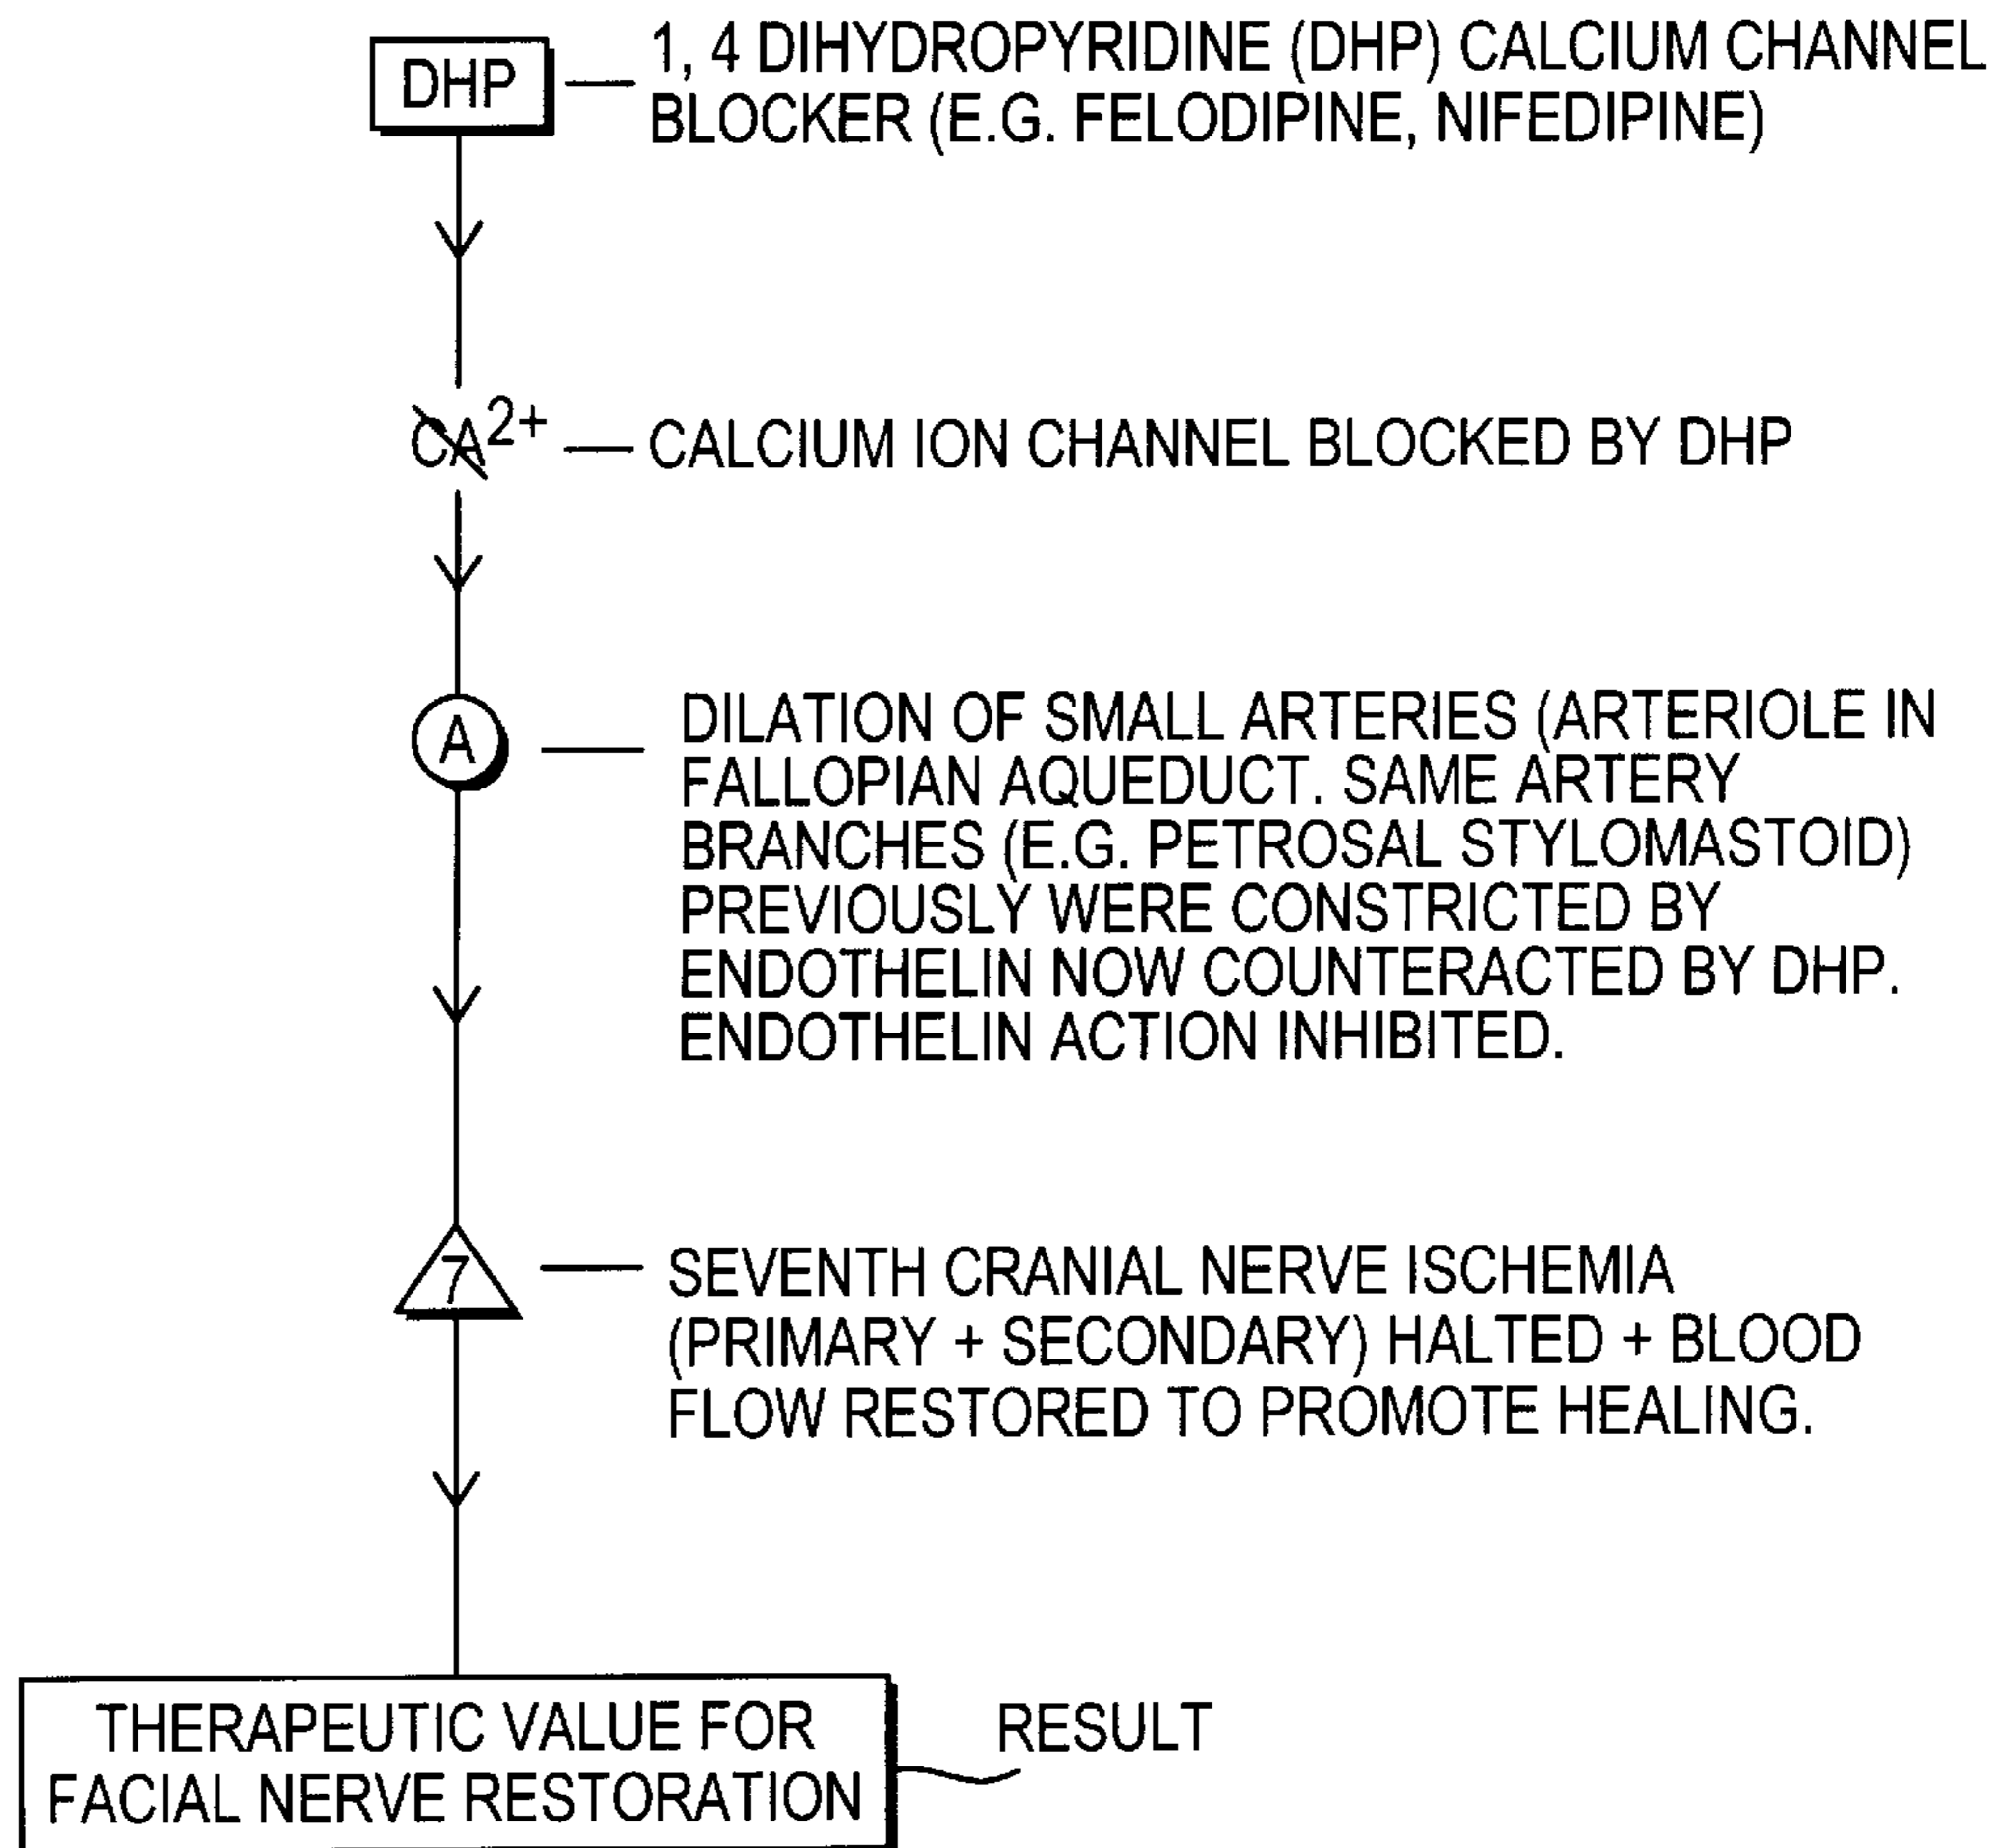 DHP
1, 4 DIHYDROPYRIDINE (DHP) CALCIUM CHANNEL
BLOCKER (E.G. FELODIPINE, NIFEDIPINE)
CA2+
CALCIUM ION CHANNEL BLOCKED BY DHP
A
DILATION OF SMALL ARTERIES (ARTERIOLE IN
FALLOPIAN AQUEDUCT. SAME ARTERY
BRANCHES (E.G. PETROSAL STYLOMASTOID)
PREVIOUSLY WERE CONSTRICTED BY
ENDOTHELIN NOW COUNTERACTED BY DHP.
ENDOTHELIN ACTION INHIBITED.
7
SEVENTH CRANIAL NERVE ISCHEMIA
(PRIMARY + SECONDARY) HALTED + BLOOD
FLOW RESTORED TO PROMOTE HEALING.
THERAPEUTIC VALUE FOR
FACIAL NERVE RESTORATION
RESULT